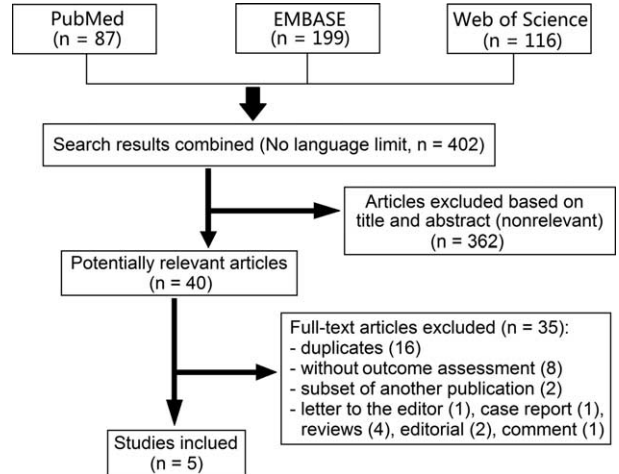 PubMed
(n = 87)
EMBASE
(n = 199)
Web of Science
(n = 116)
Search results combined (No language limit, n = 402)
Articles excluded based on
title and abstract (nonrelevant)
(n = 362)
Potentially relevant articles
(n = 40)
Full-text articles excluded (n = 35):
- duplicates (16)
- without outcome assessment (8)
- subset of another publication (2)
- letter to the editor (1), case report (1),
reviews (4), editorial (2), comment (1)
Studies inclued
(n = 5)